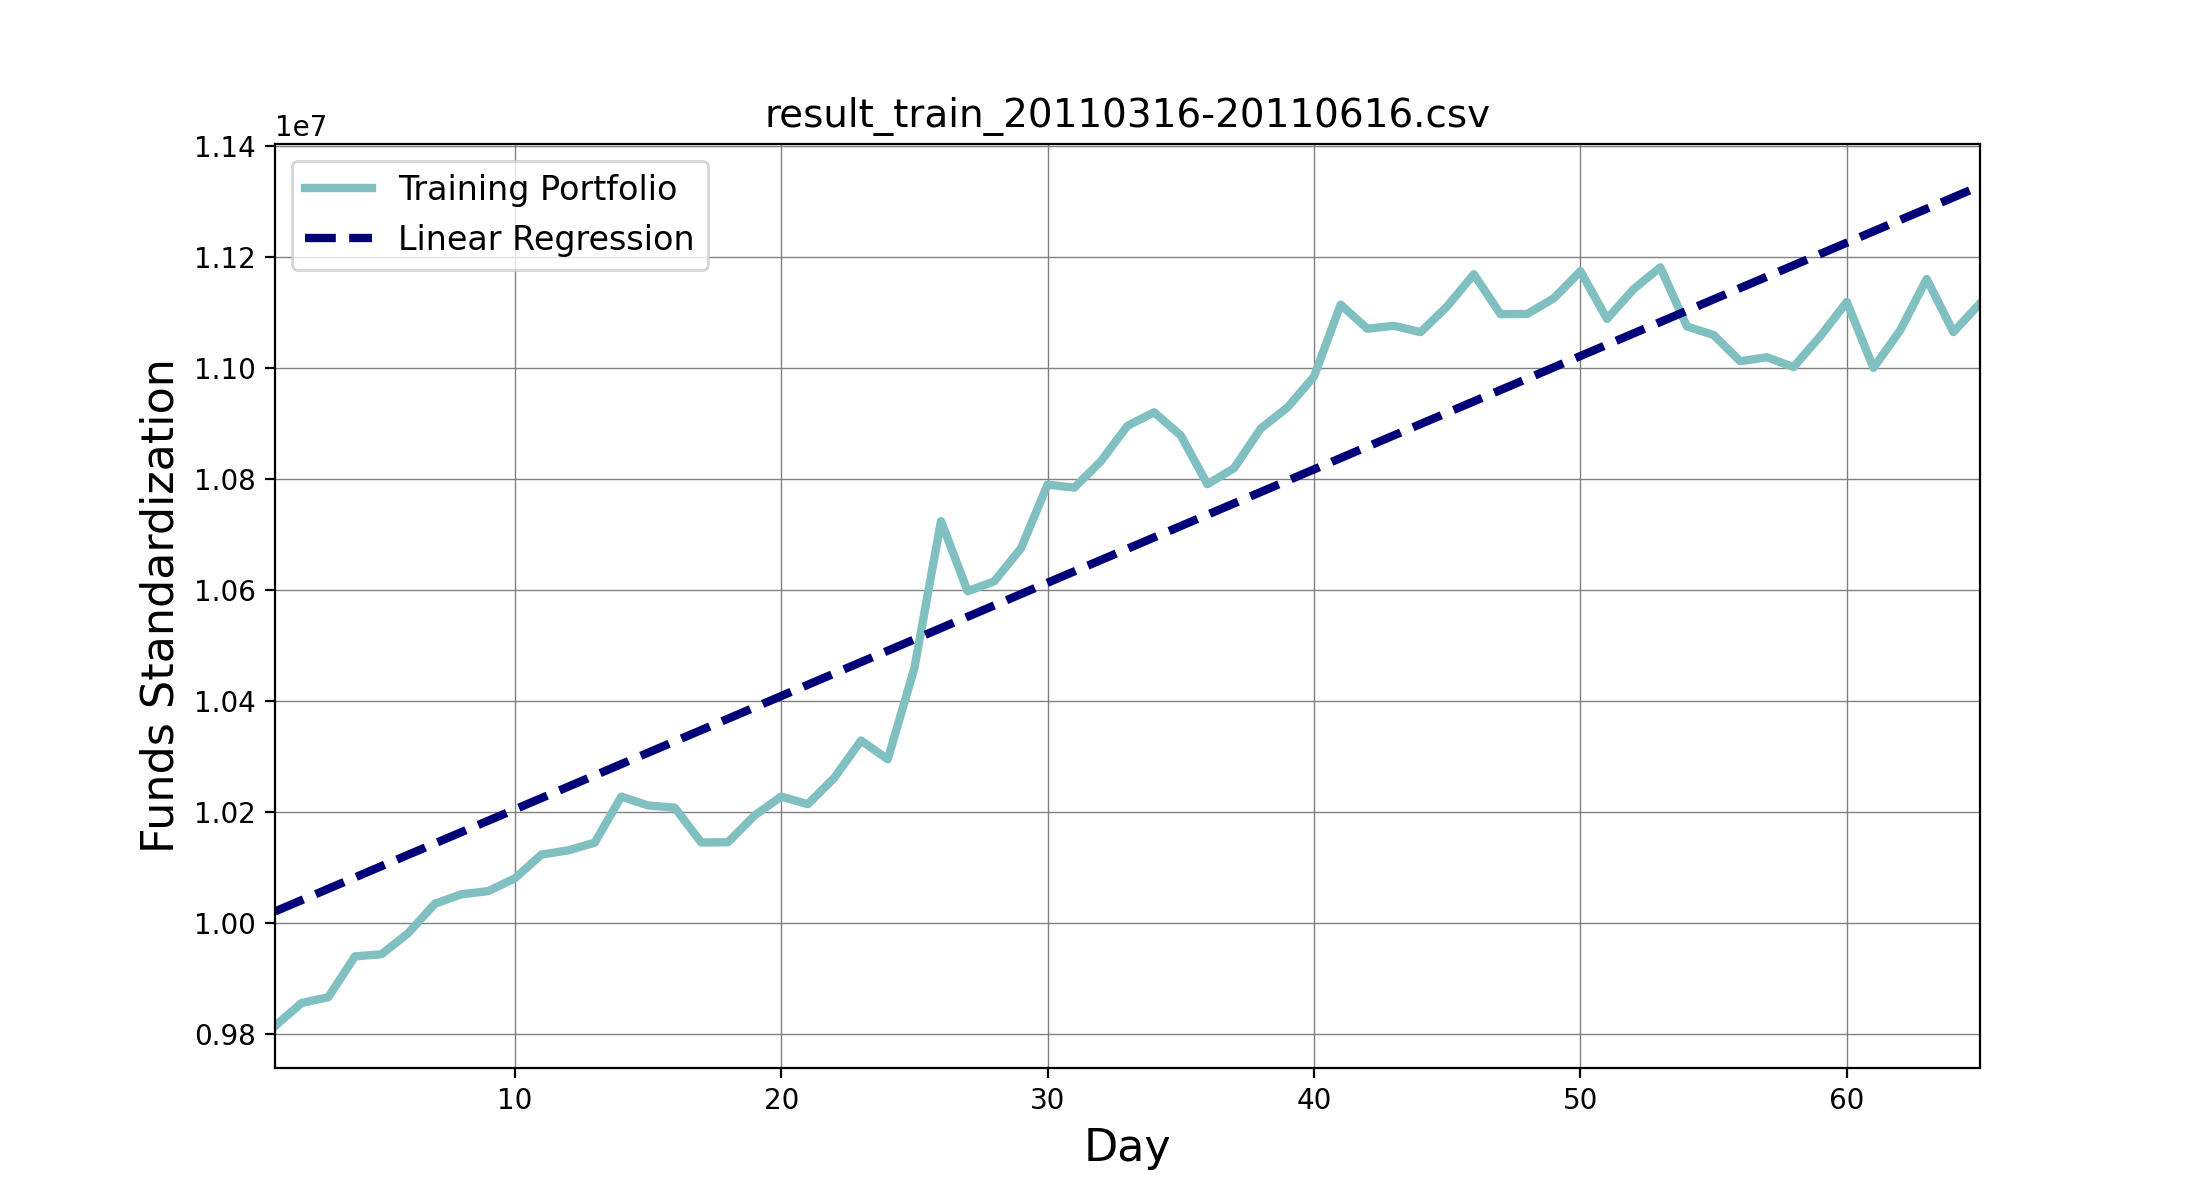 result_train_20110316-20110616.csv
1e7
Training Portfolio
Linear Regression
1.14
1.12
1.10
1.08
1.06
1.04
1.02
1.00
0.98
Funds Standardization
10 20 30 40 50 60
Day